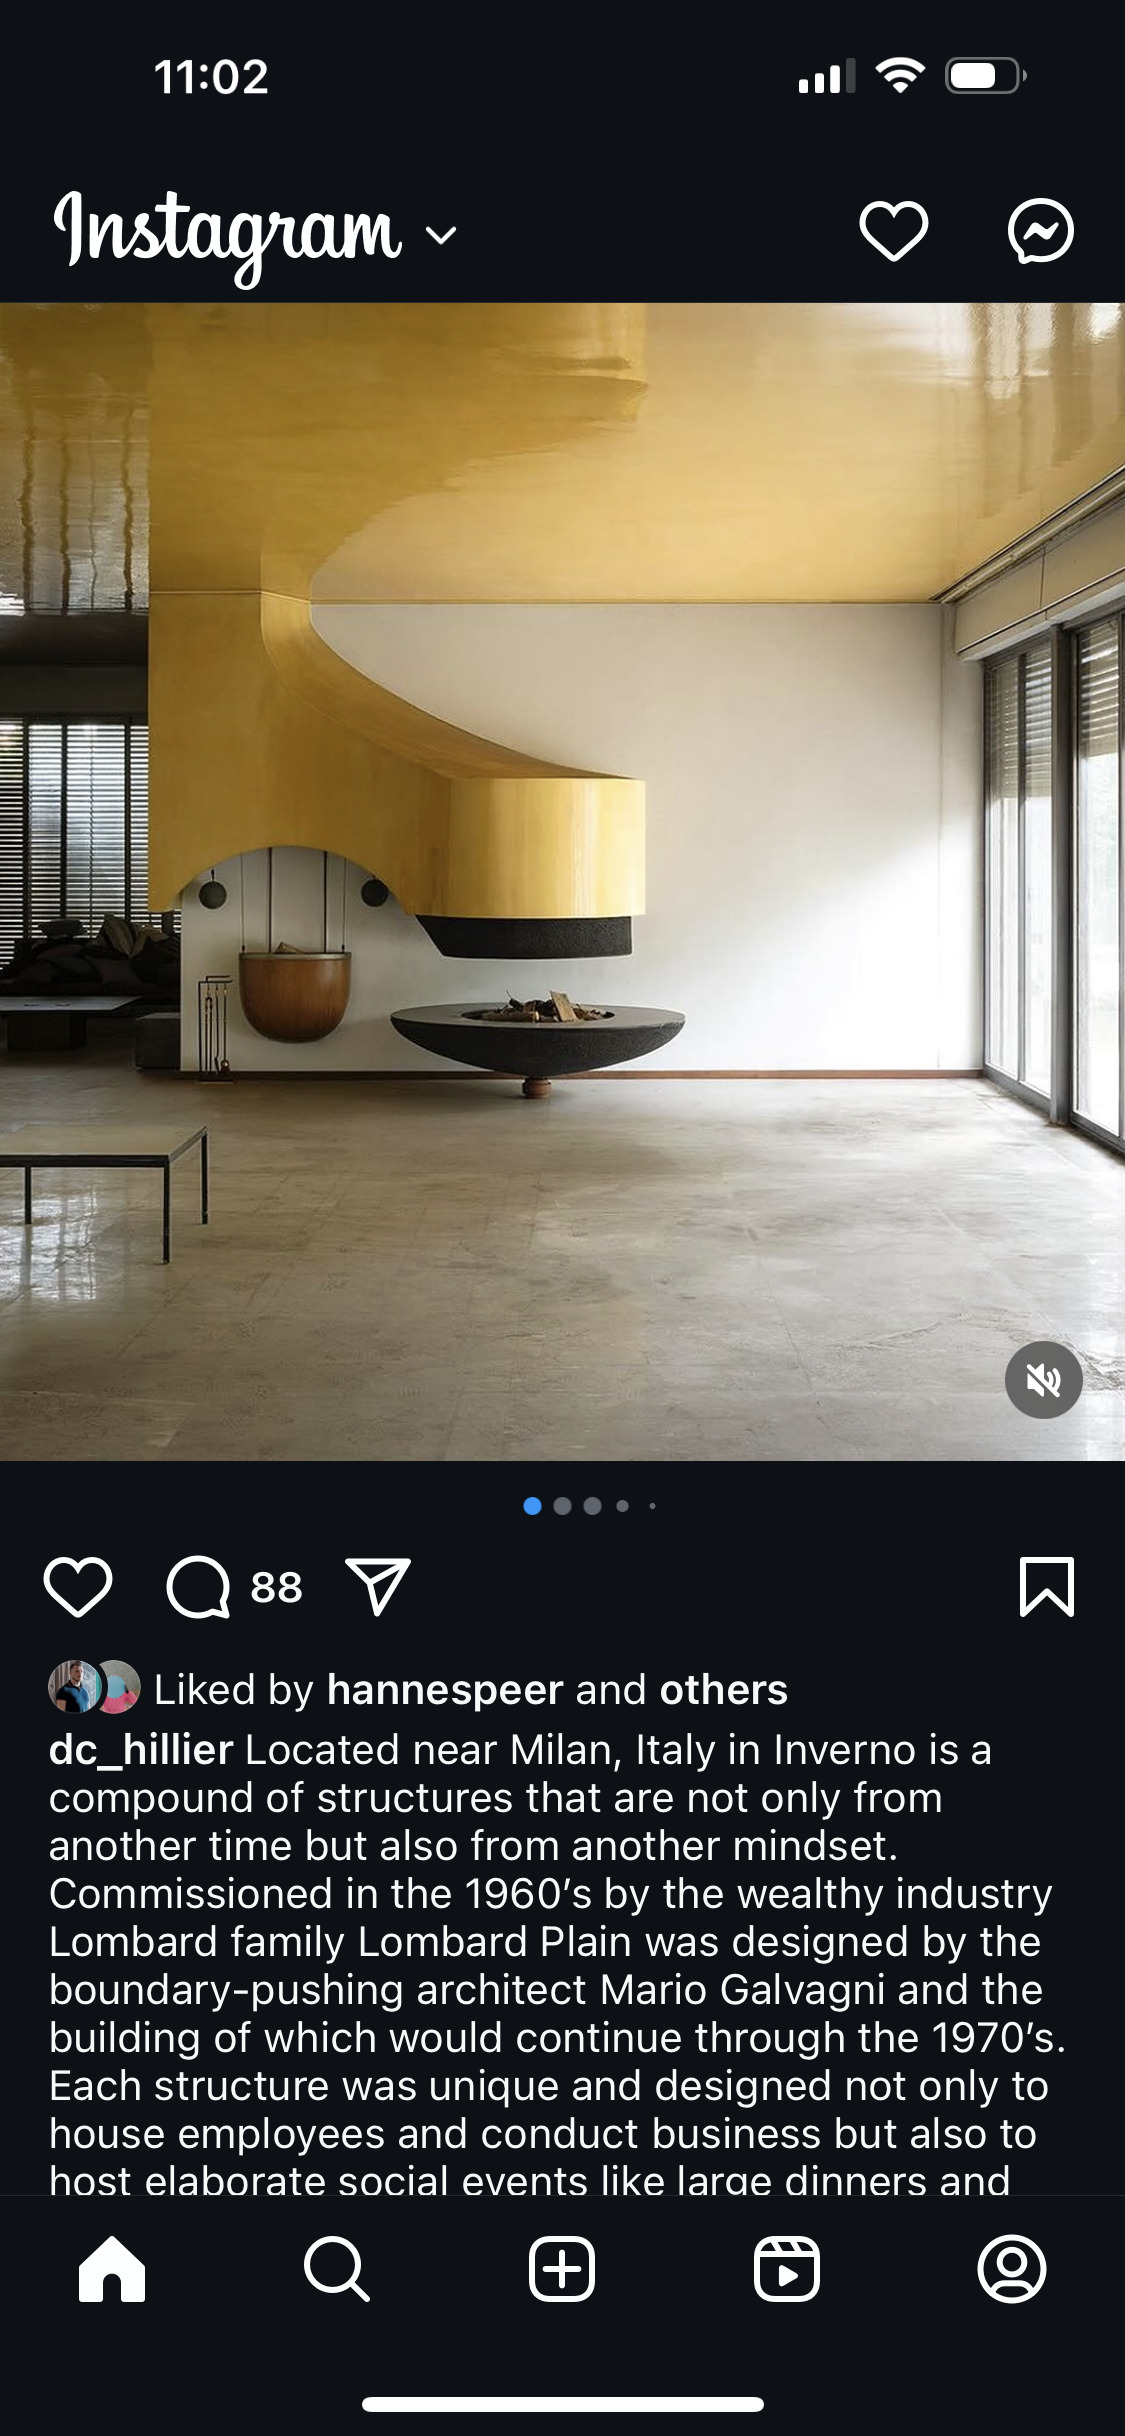 11:02
Instagram
88
Liked by hannespeer and others
dc_hillier Located near Milan, Italy in Inverno is a
compound of structures that are not only from
another time but also from another mindset.
Commissioned in the 1960’s by the wealthy industry
Lombard family Lombard Plain was designed by the
boundary-pushing architect Mario Galvagni and the
building of which would continue through the 1970’s.
Each structure was unique and designed not only to
house employees and conduct business but also to
host elaborate social events like large dinners and